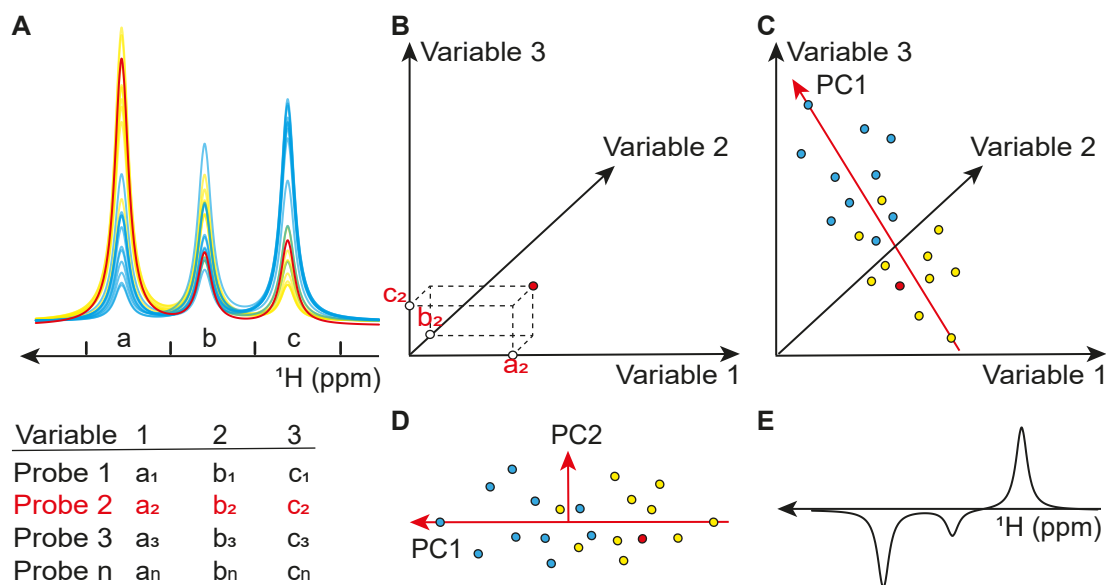 A
a b c
¹H (ppm)
Variable 1 2 3
Probe 1 a₁ b₁ c₁
Probe 2 a₂ b₂ c₂
Probe 3 a₃ b₃ c₃
Probe n aₙ bₙ cₙ
B
Variable 3
Variable 2
c₂
b₂
a₂
Variable 1
C
Variable 3
PC1
Variable 2
Variable 1
D
PC2
PC1
E
¹H (ppm)